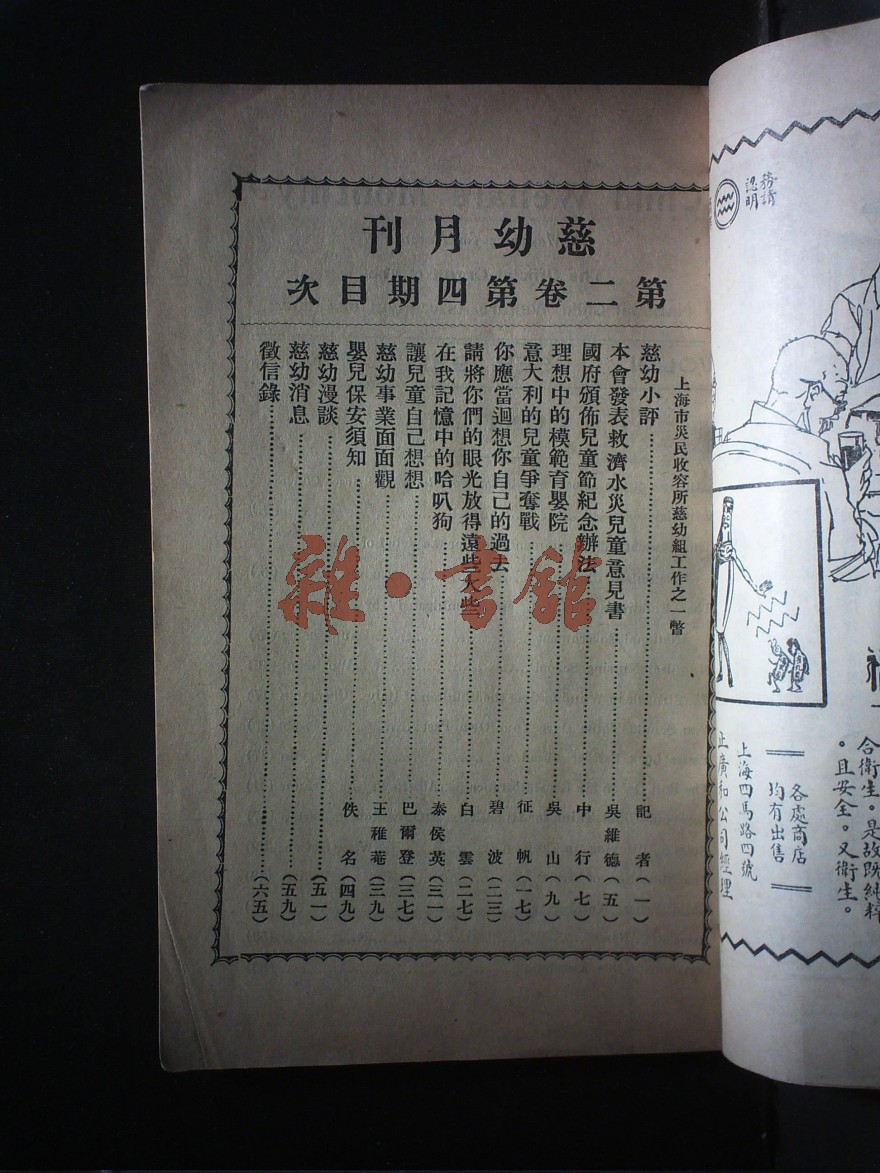 慈幼月刊
第二卷第四期目次
上海市災民收容所慈幼組工作之一瞥
慈幼小評……記者（一）
本會發表救濟水災兒童意見書……吳維德（五）
國府頒佈兒童節紀念辦法……中行（七）
理想中的模範育嬰院……吳山（九）
意大利的兒童爭奪戰……征帆（一七）
你應當迴想你自己的過去……碧波（二三）
請將你們的眼光放得遠些大些……白雲（二七）
在我記憶中的哈叭狗……泰侯英（三一）
讓兒童自己想想……巴爾登（三七）
慈幼事業面面觀……王稚菴（三九）
嬰兒保安須知……佚名（四九）
慈幼漫談……（五一）
慈幼消息……（五九）
徵信錄……（六五）
雜·書館
務請
認明
合衛生。是故既純粹
。且安全。又衛生。
各處商店
均有出售
上海四馬路四號
正廣和公司經理